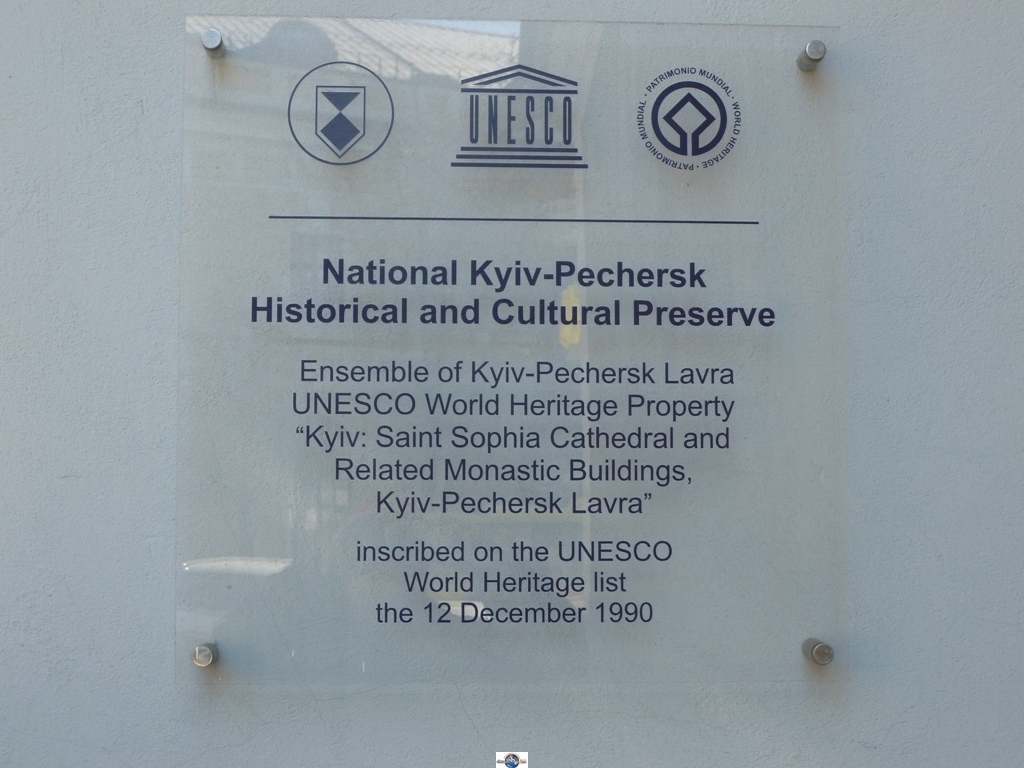 UNESCO
PATRIMONIO MUNDIAL · WORLD HERITAGE · PATRIMOINE MONDIAL ·
National Kyiv-Pechersk
Historical and Cultural Preserve
Ensemble of Kyiv-Pechersk Lavra
UNESCO World Heritage Property
“Kyiv: Saint Sophia Cathedral and
Related Monastic Buildings,
Kyiv-Pechersk Lavra”
inscribed on the UNESCO
World Heritage list
the 12 December 1990